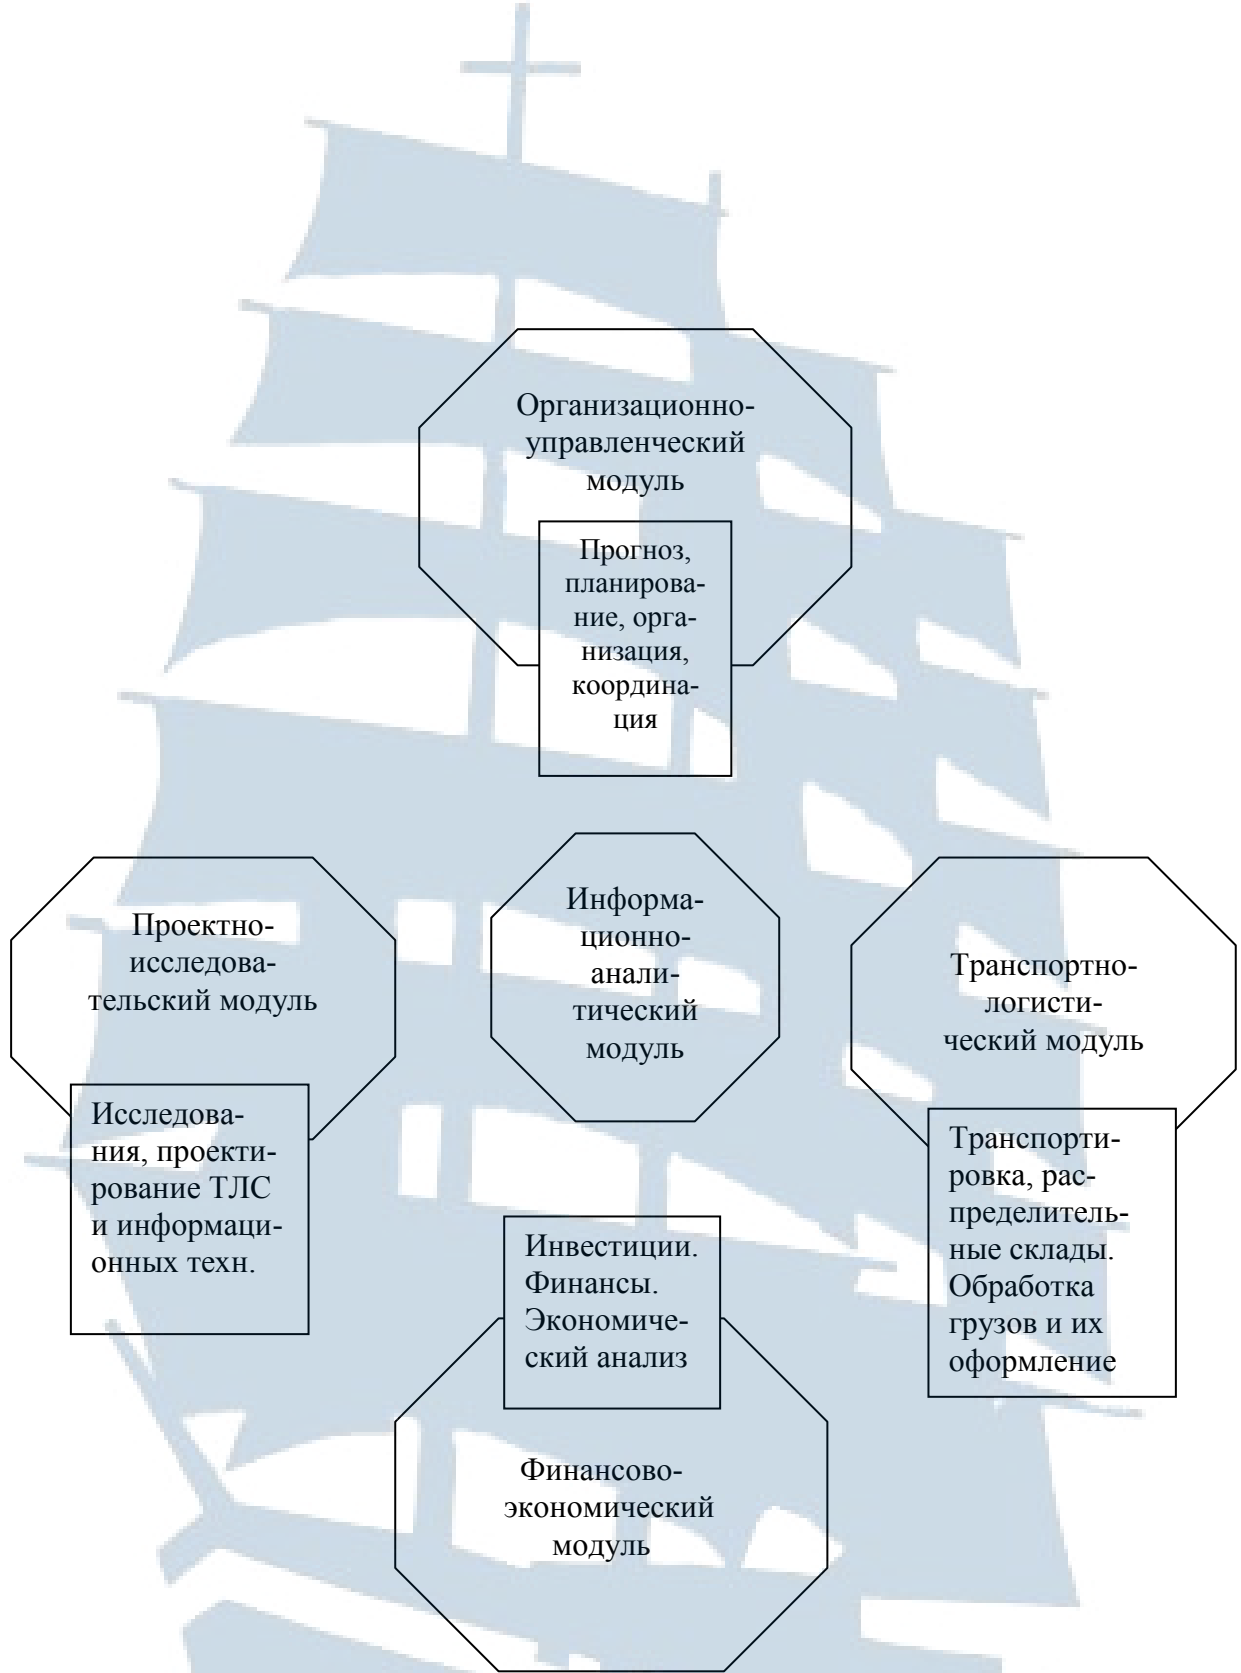 Организационно-
управленческий
модуль
Прогноз,
планирова-
ние, орга-
низация,
координа-
ция
Проектно-
исследова-
тельский модуль
Исследова-
ния, проекти-
рование ТЛС
и информаци-
онных техн.
Информа-
ционно-
анали-
тический
модуль
Транспортно-
логисти-
ческий модуль
Транспорти-
ровка, рас-
пределитель-
ные склады.
Обработка
грузов и их
оформление
Инвестиции.
Финансы.
Экономиче-
ский анализ
Финансово-
экономический
модуль